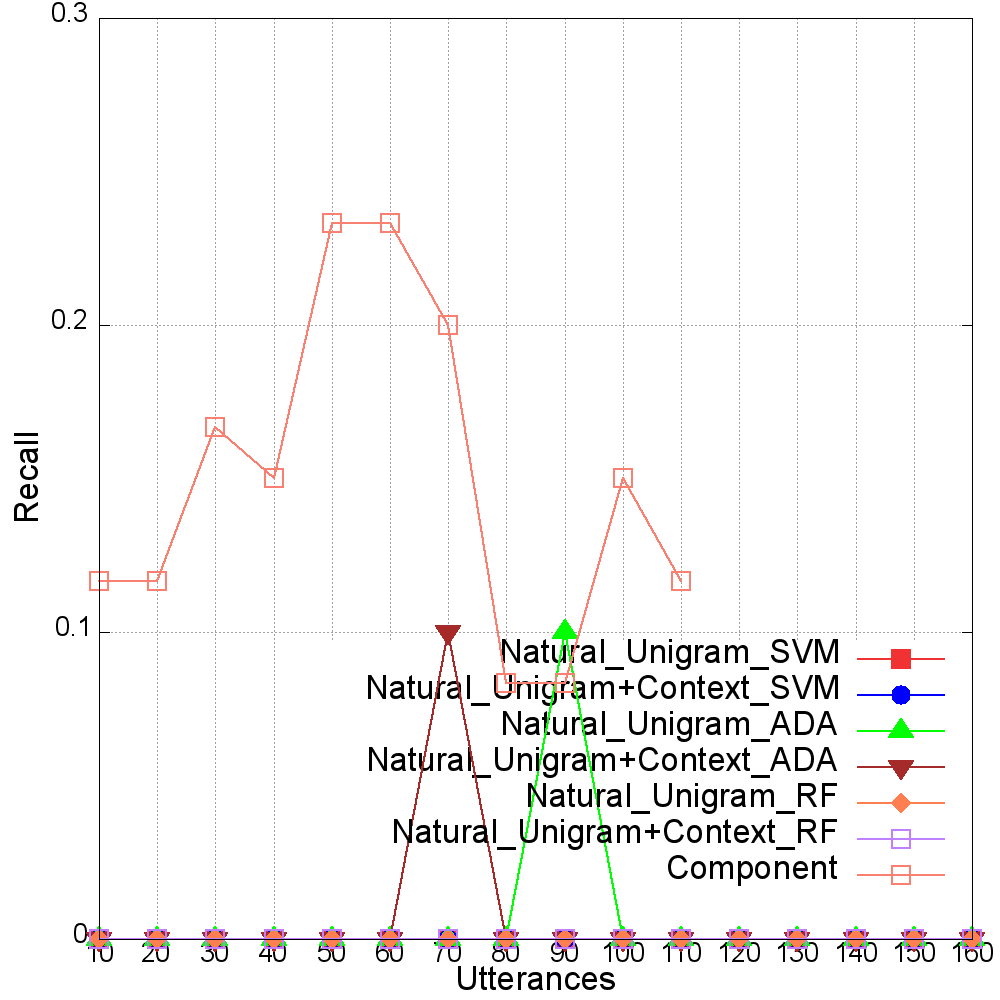 0.3
0.2
0.1
0
Recall
Natural_Unigram_SVM
Natural_Unigram+Context_SVM
Natural_Unigram_ADA
Natural_Unigram+Context_ADA
Natural_Unigram_RF
Natural_Unigram+Context_RF
Component
10 20 30 40 50 60 70 80 90 100 110 120 130 140 150 160
Utterances